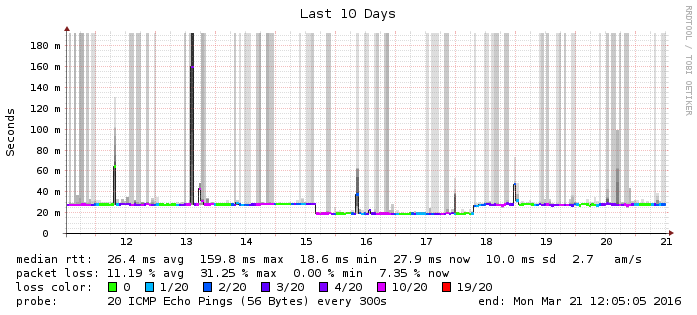 Last 10 Days
RRDTOOL / TOBI OETIKER
Seconds
180 m
160 m
140 m
120 m
100 m
80 m
60 m
40 m
20 m
0
12 13 14 15 16 17 18 19 20 21
median rtt: 26.4 ms avg 159.8 ms max 18.6 ms min 27.9 ms now 10.0 ms sd 2.7 am/s
packet loss: 11.19 % avg 31.25 % max 0.00 % min 7.35 % now
loss color: 0 1/20 2/20 3/20 4/20 10/20 19/20
probe: 20 ICMP Echo Pings (56 Bytes) every 300s end: Mon Mar 21 12:05:05 2016